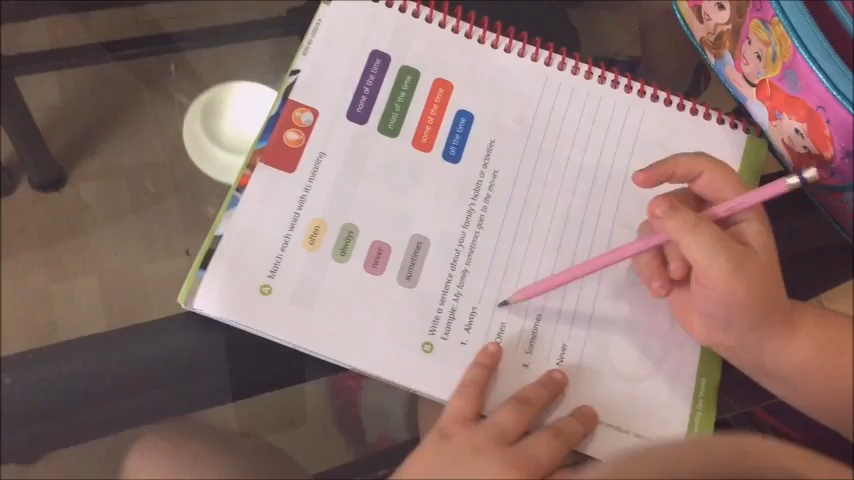 A Match each word with its meaning.
often
always
never
sometimes
none of the time
most of the time
some of the time
all the time
B Write a sentence about your family's habits or activities.
Example: My family sometimes goes to the movies.
1. Always
Often
3. Sometimes
Never